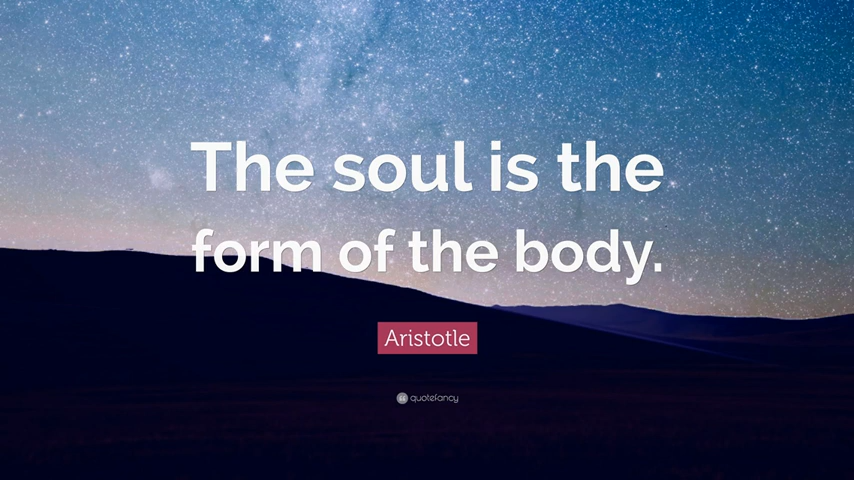 The soul is the
form of the body.
Aristotle
quotefancy